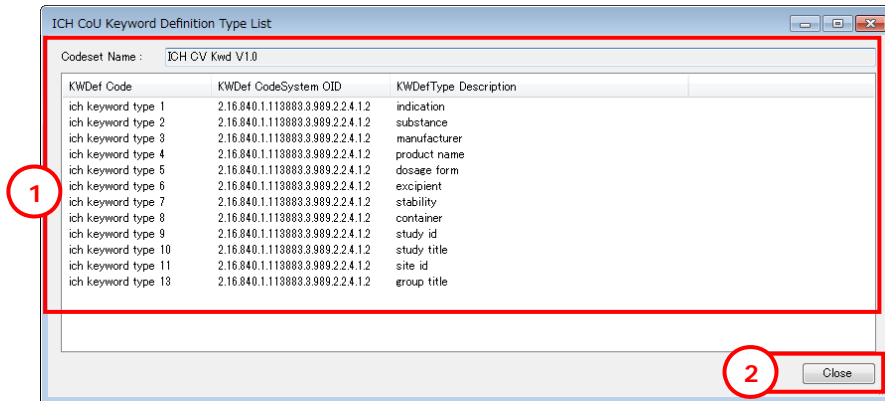 ICH CoU Keyword Definition Type List
Codeset Name : ICH CV Kwd V1.0
KWDef Code KWDef CodeSystem OID KWDefType Description
ich keyword type 1 2.16.840.1.113883.3.989.2.2.4.1.2 indication
ich keyword type 2 2.16.840.1.113883.3.989.2.2.4.1.2 substance
ich keyword type 3 2.16.840.1.113883.3.989.2.2.4.1.2 manufacturer
ich keyword type 4 2.16.840.1.113883.3.989.2.2.4.1.2 product name
ich keyword type 5 2.16.840.1.113883.3.989.2.2.4.1.2 dosage form
ich keyword type 6 2.16.840.1.113883.3.989.2.2.4.1.2 excipient
ich keyword type 7 2.16.840.1.113883.3.989.2.2.4.1.2 stability
ich keyword type 8 2.16.840.1.113883.3.989.2.2.4.1.2 container
ich keyword type 9 2.16.840.1.113883.3.989.2.2.4.1.2 study id
ich keyword type 10 2.16.840.1.113883.3.989.2.2.4.1.2 study title
ich keyword type 11 2.16.840.1.113883.3.989.2.2.4.1.2 site id
ich keyword type 13 2.16.840.1.113883.3.989.2.2.4.1.2 group title
1
2 Close